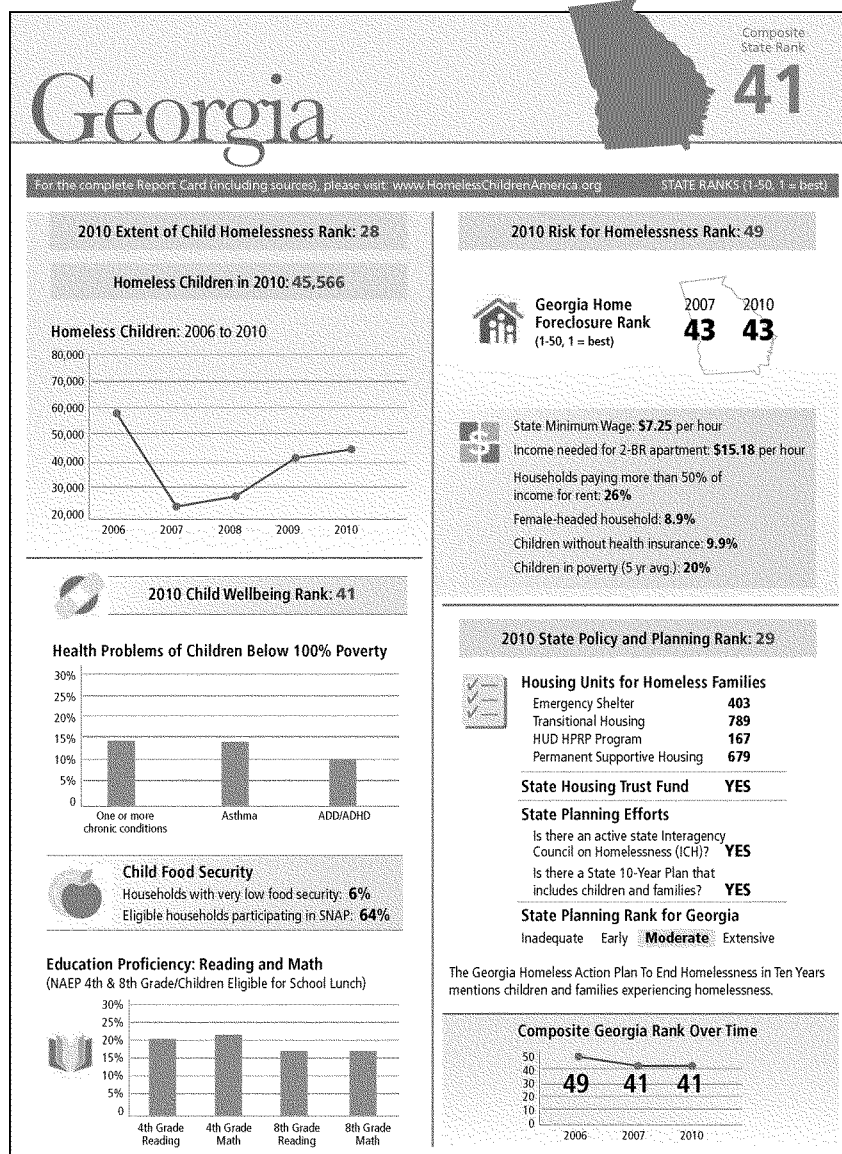 Georgia
Composite
State Rank
41
For the complete Report Card (including sources), please visit: www.HomelessChildrenAmerica.org
STATE RANKS (1-50, 1 = best)
2010 Extent of Child Homelessness Rank: 28
Homeless Children in 2010: 45,566
Homeless Children: 2006 to 2010
80,000
70,000
60,000
50,000
40,000
30,000
20,000
2006 2007 2008 2009 2010
2010 Child Wellbeing Rank: 41
Health Problems of Children Below 100% Poverty
30%
25%
20%
15%
10%
5%
0
One or more
chronic conditions
Asthma
ADD/ADHD
Child Food Security
Households with very low food security: 6%
Eligible households participating in SNAP: 64%
Education Proficiency: Reading and Math
(NAEP 4th & 8th Grade/Children Eligible for School Lunch)
30%
25%
20%
15%
10%
5%
0
4th Grade
Reading
4th Grade
Math
8th Grade
Reading
8th Grade
Math
2010 Risk for Homelessness Rank: 49
Georgia Home
Foreclosure Rank
(1-50, 1 = best)
2007 2010
43 43
$
State Minimum Wage: $7.25 per hour
Income needed for 2-BR apartment: $15.18 per hour
Households paying more than 50% of
income for rent: 26%
Female-headed household: 8.9%
Children without health insurance: 9.9%
Children in poverty (5 yr avg.): 20%
2010 State Policy and Planning Rank: 29
Housing Units for Homeless Families
Emergency Shelter 403
Transitional Housing 789
HUD HPRP Program 167
Permanent Supportive Housing 679
State Housing Trust Fund YES
State Planning Efforts
Is there an active state Interagency
Council on Homelessness (ICH)? YES
Is there a State 10-Year Plan that
includes children and families? YES
State Planning Rank for Georgia
Inadequate Early Moderate Extensive
The Georgia Homeless Action Plan To End Homelessness in Ten Years
mentions children and families experiencing homelessness.
Composite Georgia Rank Over Time
50
40
30
20
10
0
49 41 41
2006 2007 2010